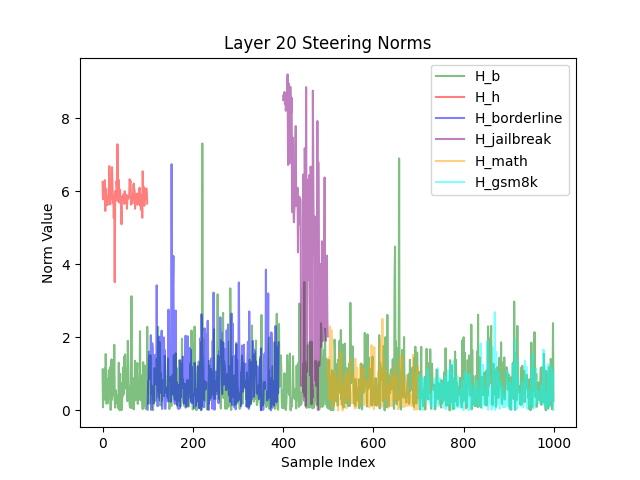 Layer 20 Steering Norms
H_b
H_h
H_borderline
H_jailbreak
H_math
H_gsm8k
Norm Value
8
6
4
2
0
0
200
400
600
800
1000
Sample Index